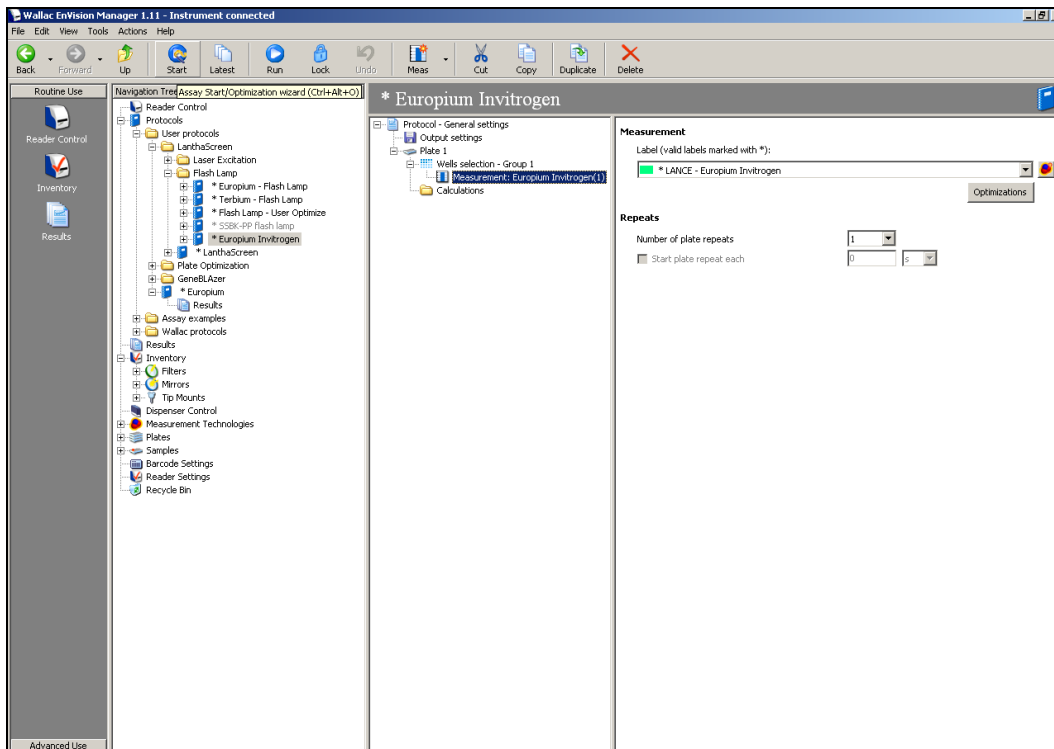 Wallac EnVision Manager 1.11 - Instrument connected
File Edit View Tools Actions Help
Back Forward Up Start Latest Run Lock Undo Meas Cut Copy Duplicate Delete
Routine Use
Reader Control
Inventory
Results
Advanced Use
Navigation Tree
Assay Start/Optimization wizard (Ctrl+Alt+O)
Reader Control
Protocols
User protocols
LanthaScreen
Laser Excitation
Flash Lamp
* Europium - Flash Lamp
* Terbium - Flash Lamp
* Flash Lamp - User Optimize
* SSBK-PP flash lamp
* Europium Invitrogen
* LanthaScreen
Plate Optimization
GeneBLAzer
* Europium
Results
Assay examples
Wallac protocols
Results
Inventory
Filters
Mirrors
Tip Mounts
Dispenser Control
Measurement Technologies
Plates
Samples
Barcode Settings
Reader Settings
Recycle Bin
* Europium Invitrogen
Protocol - General settings
Output settings
Plate 1
Wells selection - Group 1
Measurement: Europium Invitrogen(1)
Calculations
Measurement
Label (valid labels marked with *):
* LANCE - Europium Invitrogen
Optimizations
Repeats
Number of plate repeats 1
Start plate repeat each 0 s